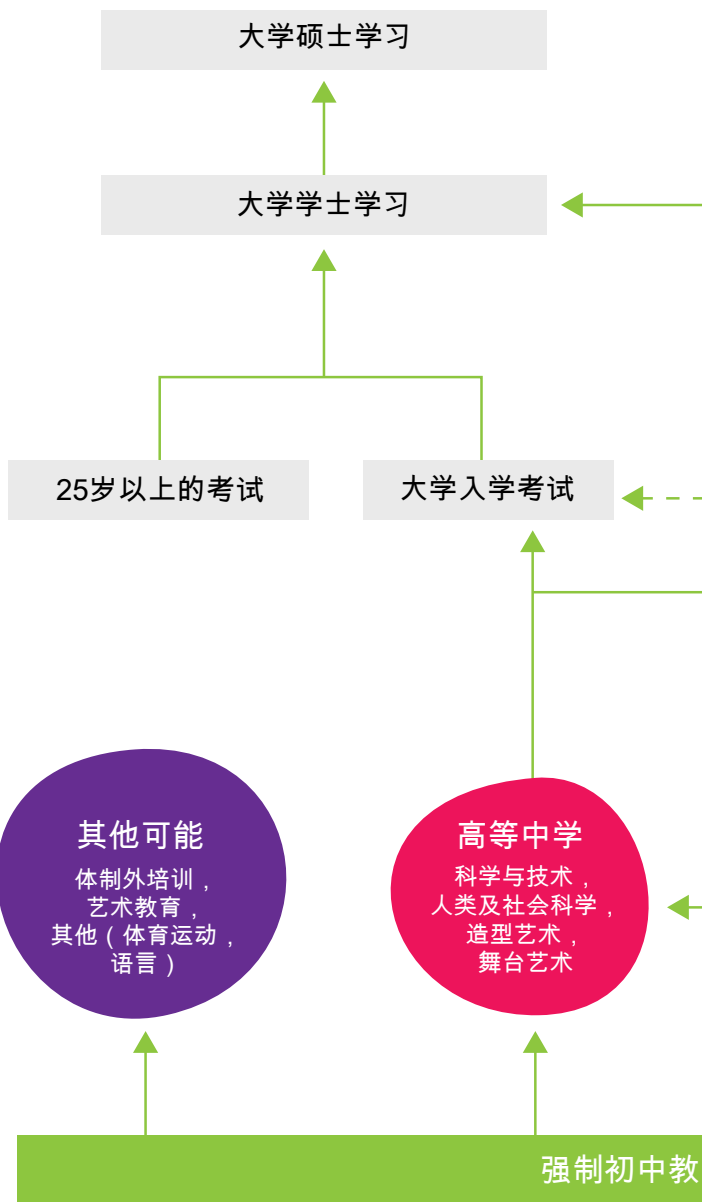 大学硕士学习
大学学士学习
25岁以上的考试
大学入学考试
其他可能
体制外培训，
艺术教育，
其他（体育运动，
语言）
高等中学
科学与技术，
人类及社会科学，
造型艺术，
舞台艺术
强制初中教